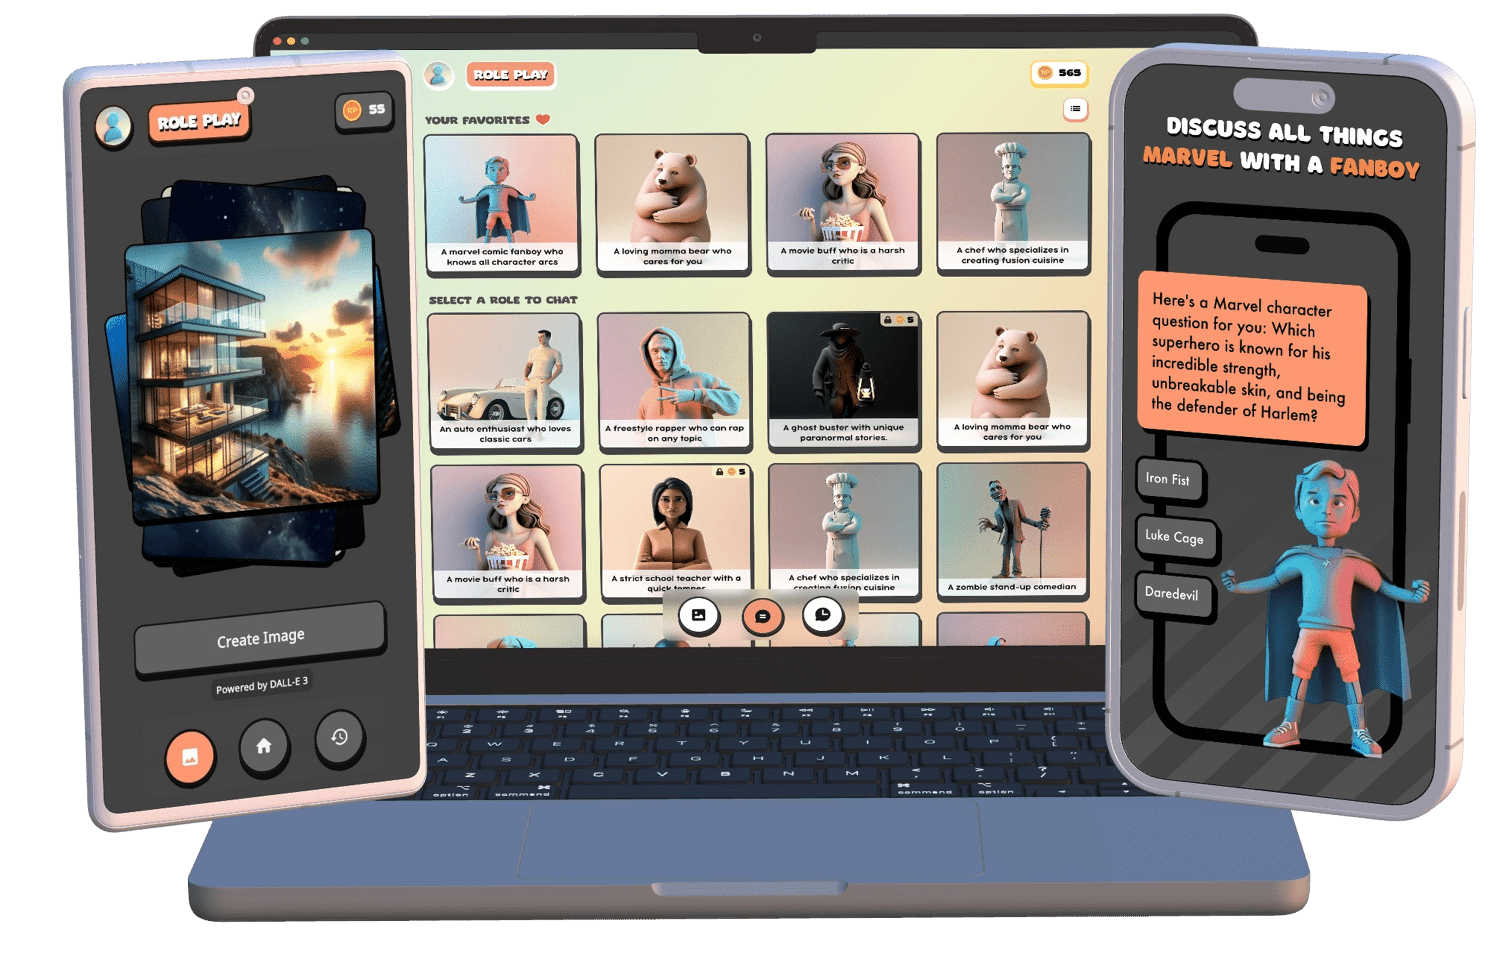 ROLE PLAY
RP 55
Create Image
Powered by DALL-E 3
ROLE PLAY
RP 565
YOUR FAVORITES
A marvel comic fanboy who
knows all character arcs
A loving momma bear who
cares for you
A movie buff who is a harsh
critic
A chef who specializes in
creating fusion cuisine
SELECT A ROLE TO CHAT
An auto enthusiast who loves
classic cars
A freestyle rapper who can rap
on any topic
5
A ghost buster with unique
paranormal stories.
A loving momma bear who
cares for you
A movie buff who is a harsh
critic
5
A strict school teacher with a
quick temper
A chef who specializes in
creating fusion cuisine
A zombie stand-up comedian
DISCUSS ALL THINGS
MARVEL WITH A FANBOY
Here's a Marvel character
question for you: Which
superhero is known for his
incredible strength,
unbreakable skin, and being
the defender of Harlem?
Iron Fist
Luke Cage
Daredevil
W E R T Y U I O P
A S D F G H J K L
Z X C V B N M
option command command option